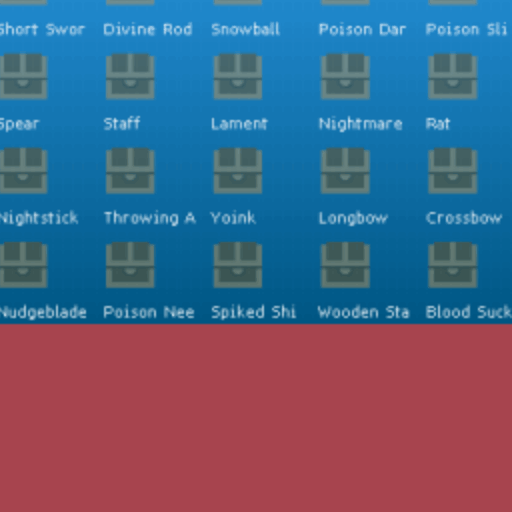 Short Swor Divine Rod Snowball Poison Dar Poison Sli
Spear Staff Lament Nightmare Rat
Nightstick Throwing A Yoink Longbow Crossbow
Nudgeblade Poison Nee Spiked Shi Wooden Sta Blood Suck